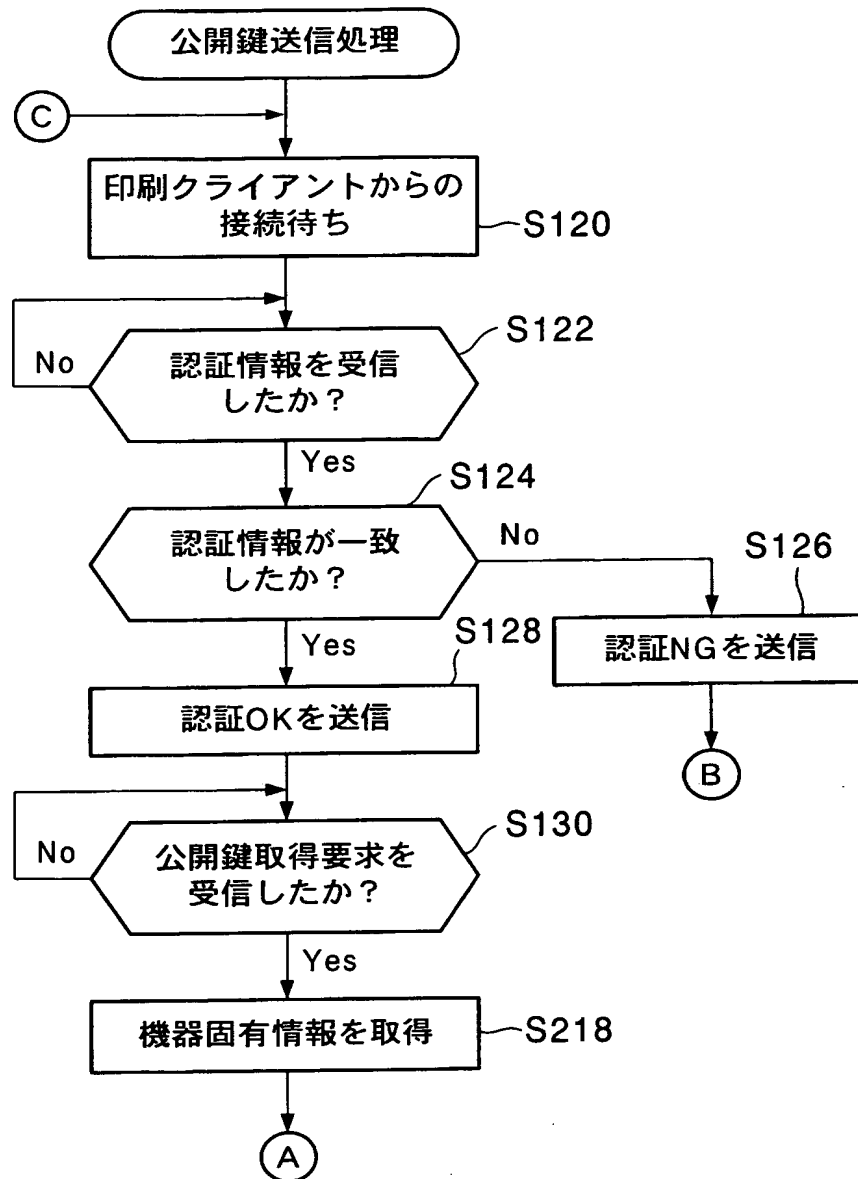 公開鍵送信処理
C
印刷クライアントからの
接続待ち
S120
S122
No
認証情報を受信
したか?
Yes
S124
認証情報が一致
したか?
No
S126
認証NGを送信
Yes
S128
認証OKを送信
B
S130
No
公開鍵取得要求を
受信したか?
Yes
機器固有情報を取得
S218
A